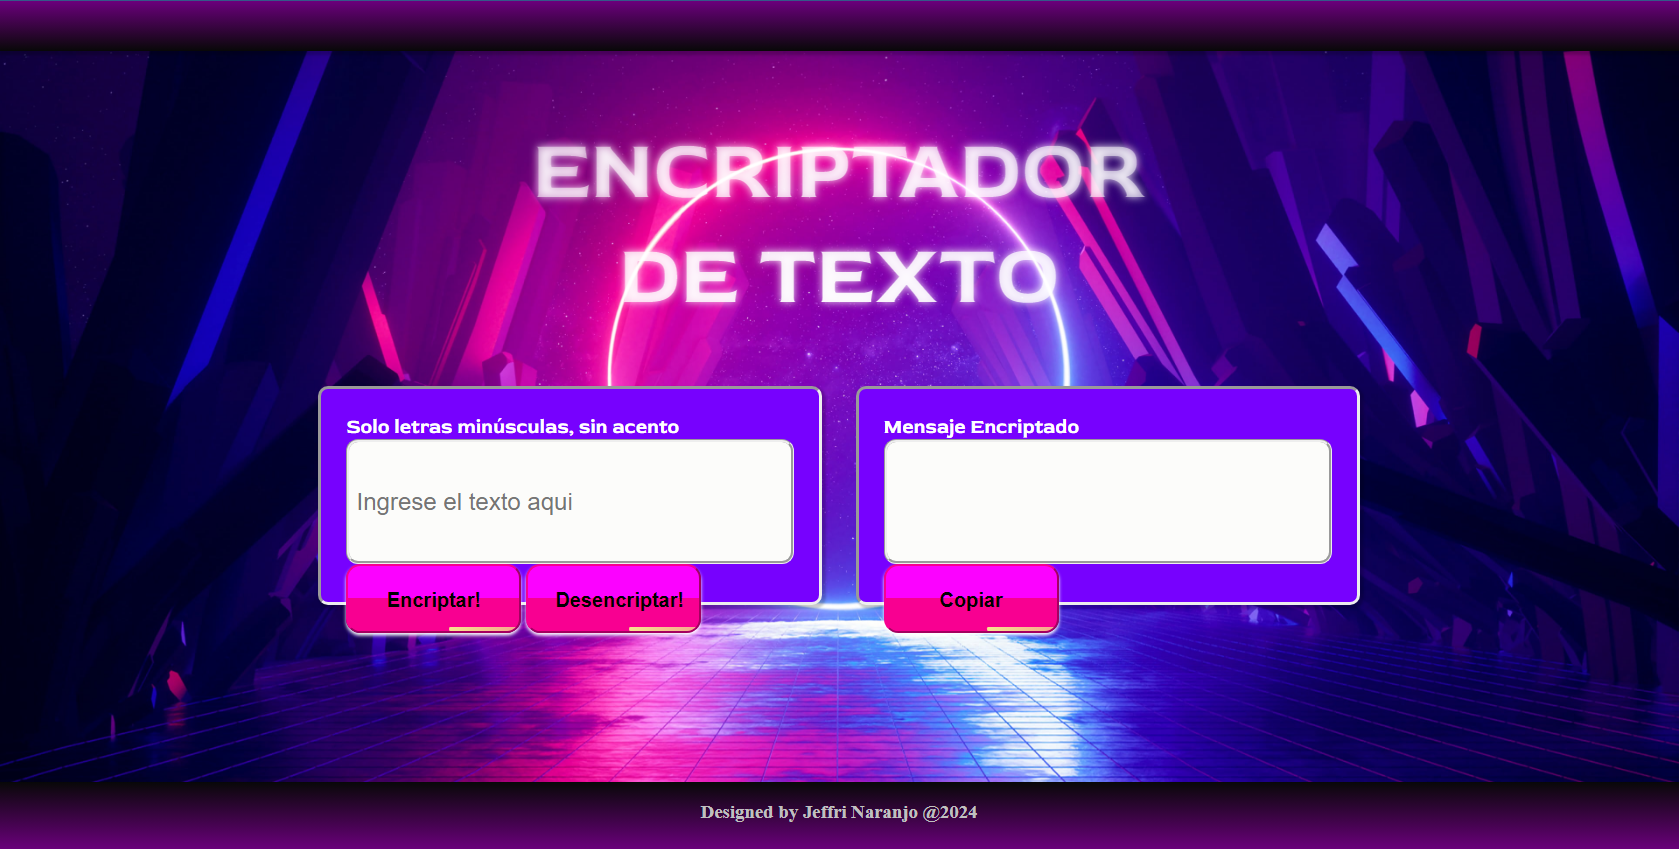 ENCRIPTADOR
DE TEXTO
Solo letras minúsculas, sin acento
Ingrese el texto aqui
Encriptar!
Desencriptar!
Mensaje Encriptado
Copiar
Designed by Jeffri Naranjo @2024